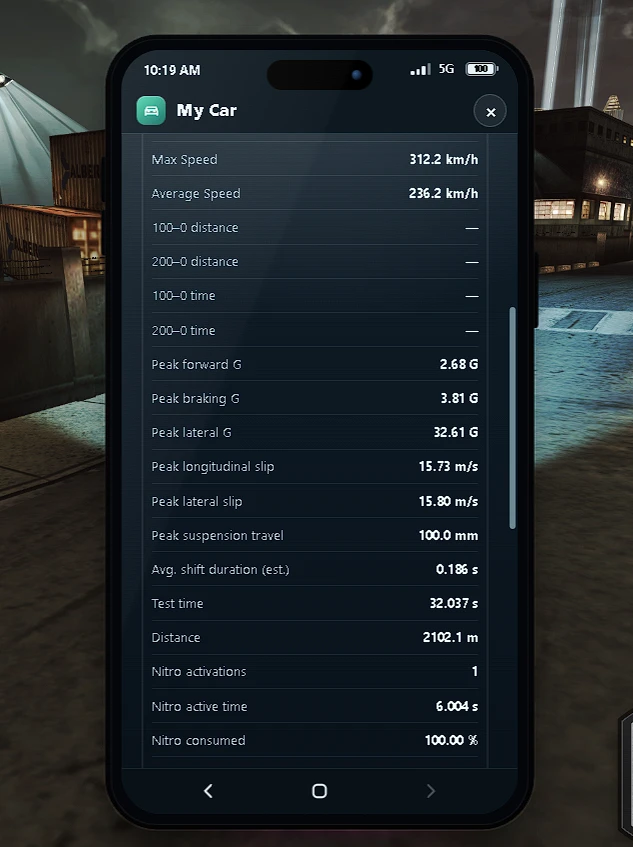 10:19 AM
5G
100
My Car
Max Speed 312.2 km/h
Average Speed 236.2 km/h
100–0 distance —
200–0 distance —
100–0 time —
200–0 time —
Peak forward G 2.68 G
Peak braking G 3.81 G
Peak lateral G 32.61 G
Peak longitudinal slip 15.73 m/s
Peak lateral slip 15.80 m/s
Peak suspension travel 100.0 mm
Avg. shift duration (est.) 0.186 s
Test time 32.037 s
Distance 2102.1 m
Nitro activations 1
Nitro active time 6.004 s
Nitro consumed 100.00 %